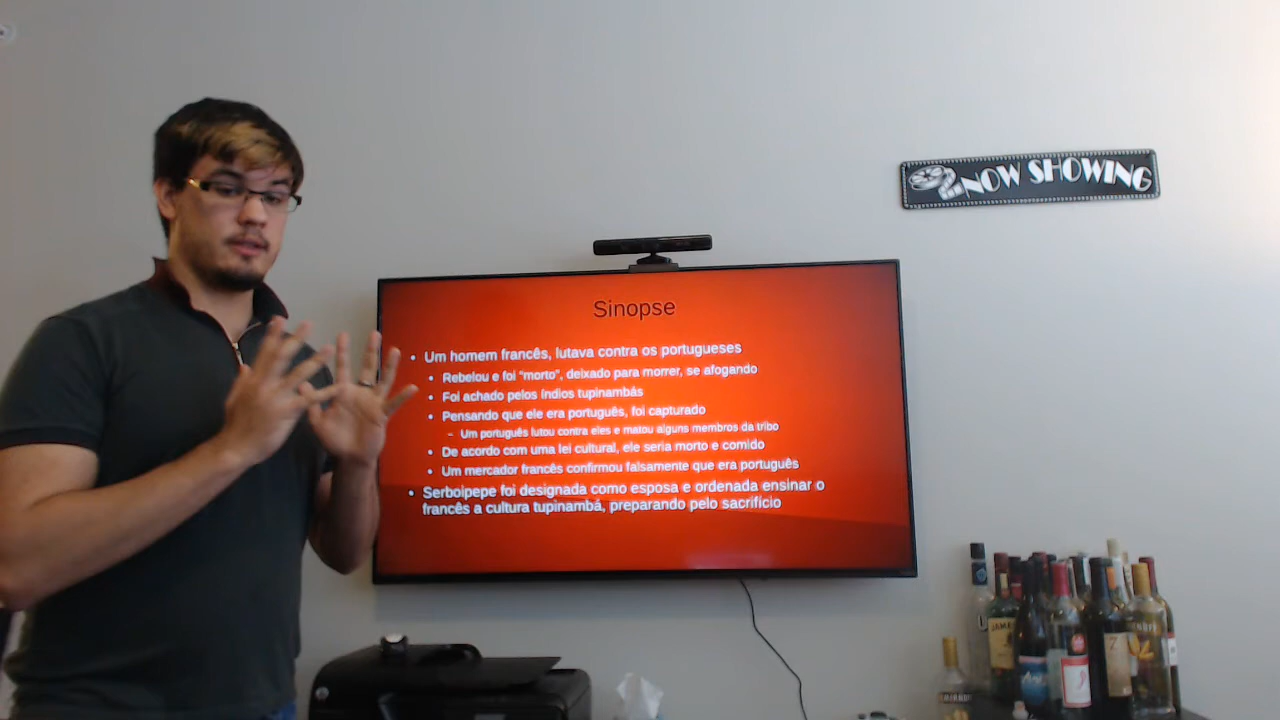 NOW SHOWING
Sinopse
• Um homem francês, lutava contra os portugueses
• Rebelou e foi “morto”, deixado para morrer, se afogando
• Foi achado pelos índios tupinambás
• Pensando que ele era português, foi capturado
– Um português lutou contra eles e matou alguns membros da tribo
• De acordo com uma lei cultural, ele seria morto e comido
• Um mercador francês confirmou falsamente que era português
• Serboipepe foi designada como esposa e ordenada ensinar o
francês a cultura tupinambá, preparando pelo sacrifício